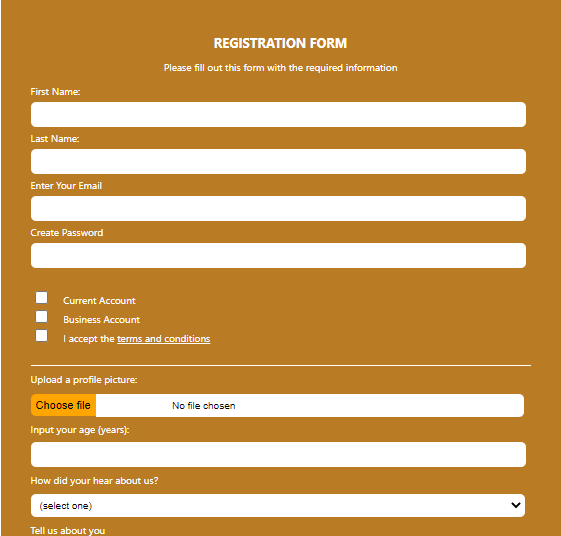 REGISTRATION FORM
Please fill out this form with the required information
First Name:
Last Name:
Enter Your Email
Create Password
Current Account
Business Account
I accept the terms and conditions
Upload a profile picture:
Choose file No file chosen
Input your age (years):
How did your hear about us?
(select one)
Tell us about you